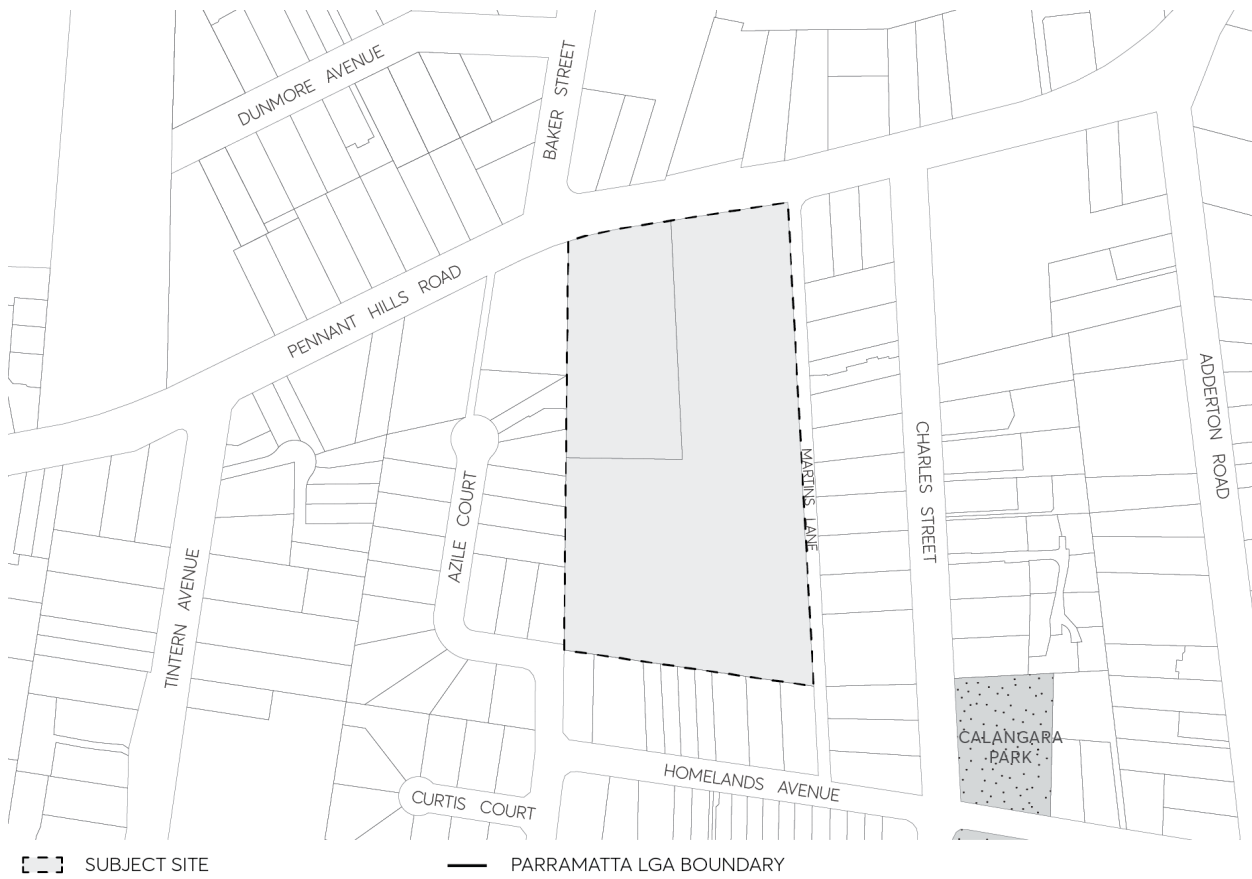 DUNMORE AVENUE
BAKER STREET
PENNANT HILLS ROAD
ADDERTON ROAD
CHARLES STREET
MARTINS LANE
AZILE COURT
TINTERN AVENUE
CALANGARA
PARK
HOMELANDS AVENUE
CURTIS COURT
SUBJECT SITE
PARRAMATTA LGA BOUNDARY